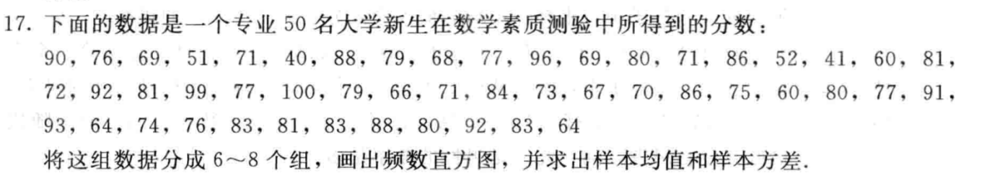 17. 下面的数据是一个专业 50 名大学新生在数学素质测验中所得到的分数：
90，76，69，51，71，40，88，79，68，77，96，69，80，71，86，52，41，60，81，
72，92，81，99，77，100，79，66，71，84，73，67，70，86，75，60，80，77，91，
93，64，74，76，83，81，83，88，80，92，83，64
将这组数据分成 6～8 个组，画出频数直方图，并求出样本均值和样本方差.